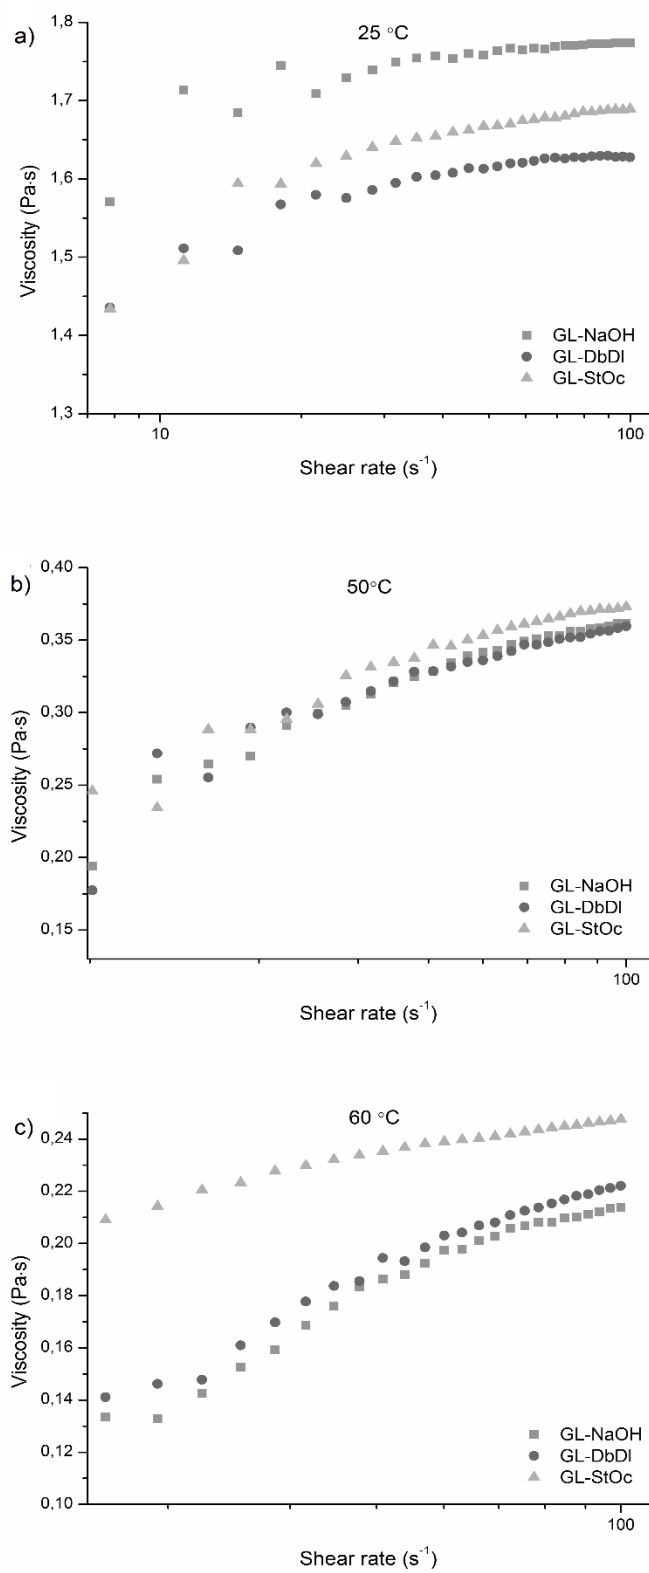 a)
25 °C
1,8
1,7
1,6
1,5
1,4
1,3
Viscosity (Pa·s)
GL-NaOH
GL-DbDl
GL-StOc
10
100
Shear rate (s⁻¹)
b)
50°C
0,40
0,35
0,30
0,25
0,20
0,15
Viscosity (Pa·s)
GL-NaOH
GL-DbDl
GL-StOc
100
Shear rate (s⁻¹)
c)
60 °C
0,24
0,22
0,20
0,18
0,16
0,14
0,12
0,10
Viscosity (Pa·s)
GL-NaOH
GL-DbDl
GL-StOc
100
Shear rate (s⁻¹)